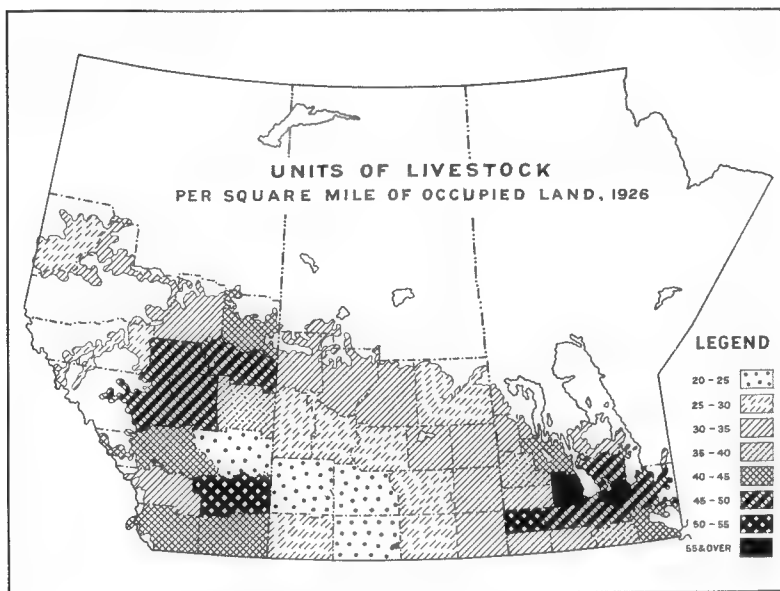 UNITS OF LIVESTOCK
PER SQUARE MILE OF OCCUPIED LAND, 1926
LEGEND
20-25
25-30
30-35
35-40
40-45
45-50
50-55
55&OVER